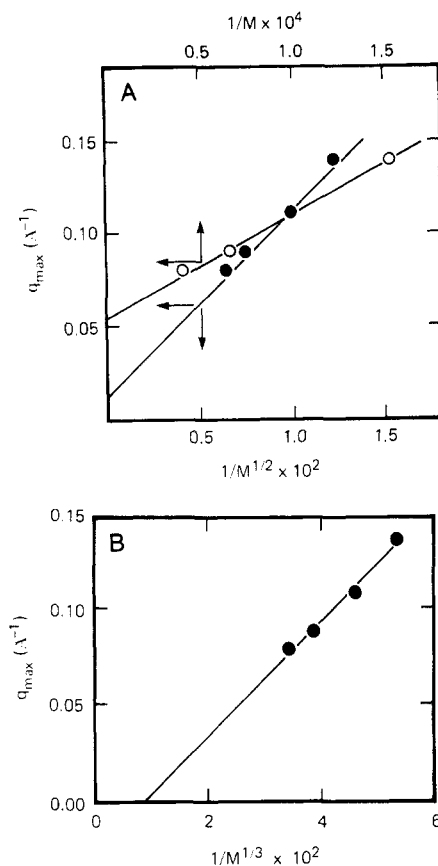 1/M × 10⁴
0.5 1.0 1.5
A
0.15
0.10
0.05
q_max (A⁻¹)
0.5 1.0 1.5
1/M^1/2 × 10²
B
0.15
0.10
0.05
0.00
q_max (A⁻¹)
0 2 4 6
1/M^1/3 × 10²